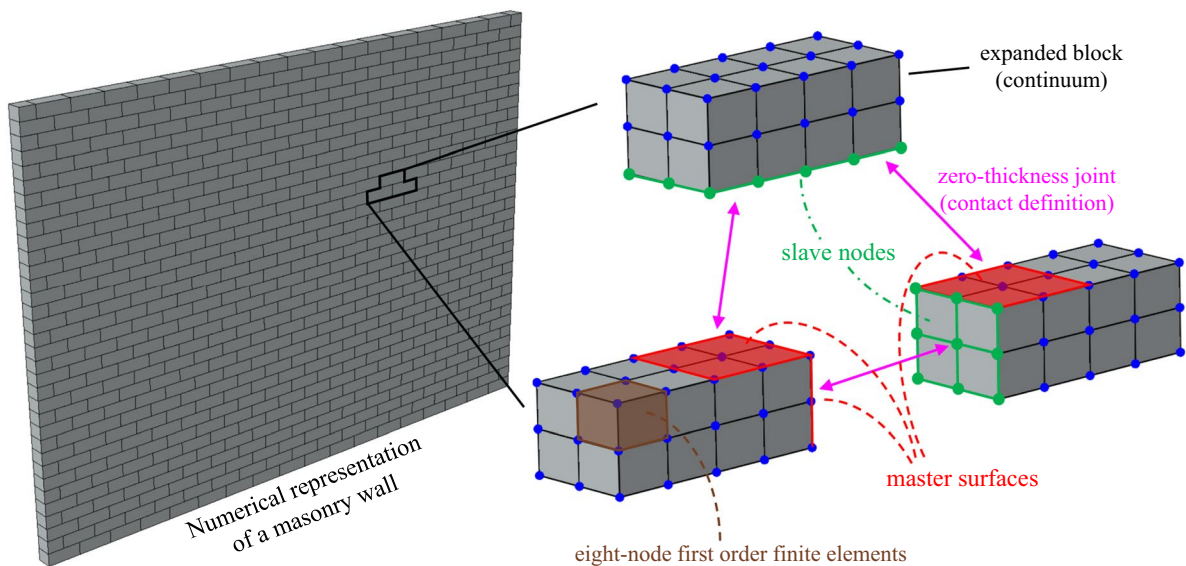 expanded block
(continuum)
zero-thickness joint
(contact definition)
slave nodes
master surfaces
Numerical representation
of a masonry wall
eight-node first order finite elements